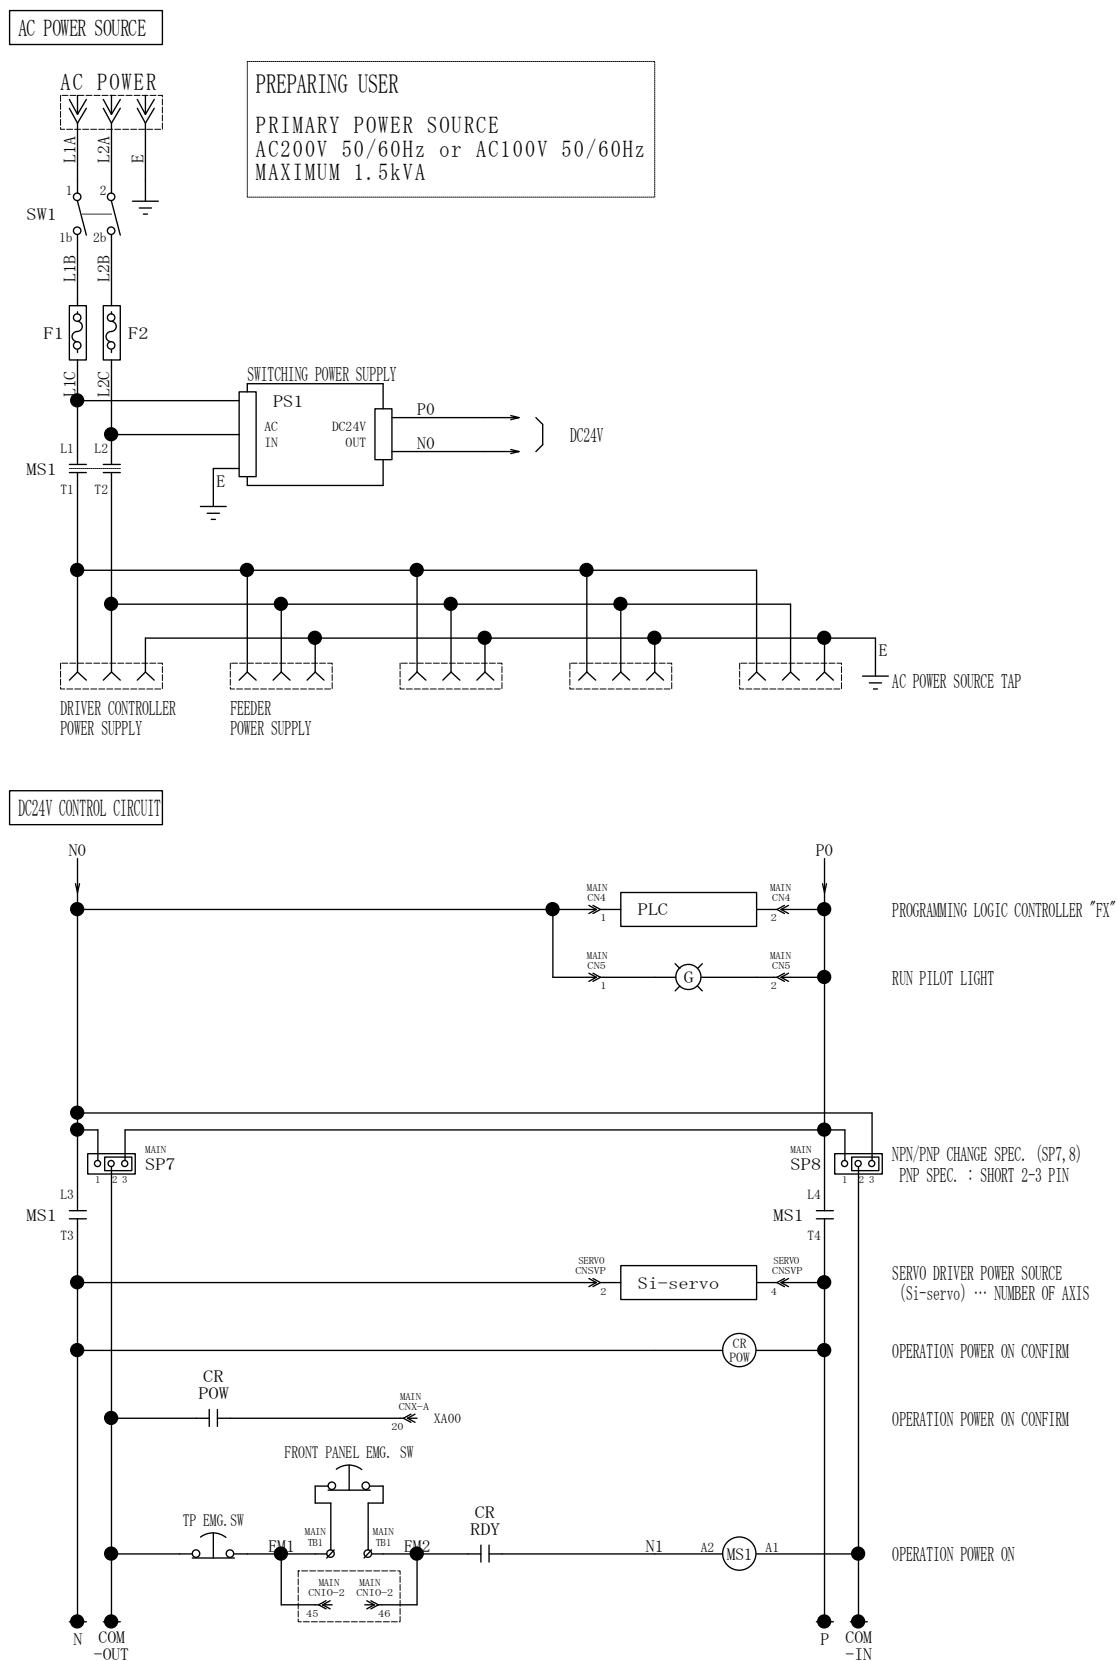 AC POWER SOURCE
AC POWER
PREPARING USER
PRIMARY POWER SOURCE
AC200V 50/60Hz or AC100V 50/60Hz
MAXIMUM 1.5kVA
L1A
L2A
E
1
2
SW1
1b
2b
L1B
L2B
F1
F2
L1C
L2C
SWITCHING POWER SUPPLY
PS1
AC
IN
DC24V
OUT
P0
N0
DC24V
E
L1
L2
MS1
T1
T2
E
AC POWER SOURCE TAP
DRIVER CONTROLLER
POWER SUPPLY
FEEDER
POWER SUPPLY
DC24V CONTROL CIRCUIT
N0
P0
MAIN
CN4
1
PLC
MAIN
CN4
2
PROGRAMMING LOGIC CONTROLLER "FX"
MAIN
CN5
1
G
MAIN
CN5
2
RUN PILOT LIGHT
MAIN
SP7
1 2 3
MAIN
SP8
1 2 3
NPN/PNP CHANGE SPEC. (SP7,8)
PNP SPEC. : SHORT 2-3 PIN
L3
MS1
T3
L4
MS1
T4
SERVO
CNSVP
2
Si-servo
SERVO
CNSVP
4
SERVO DRIVER POWER SOURCE
(Si-servo) … NUMBER OF AXIS
CR
POW
OPERATION POWER ON CONFIRM
CR
POW
MAIN
CNX-A
20
XA00
OPERATION POWER ON CONFIRM
FRONT PANEL EMG. SW
TP EMG.SW
EM1
MAIN
TB1
MAIN
TB1
EM2
CR
RDY
N1
A2
MS1
A1
OPERATION POWER ON
MAIN
CNIO-2
45
MAIN
CNIO-2
46
N
COM
-OUT
P
COM
-IN